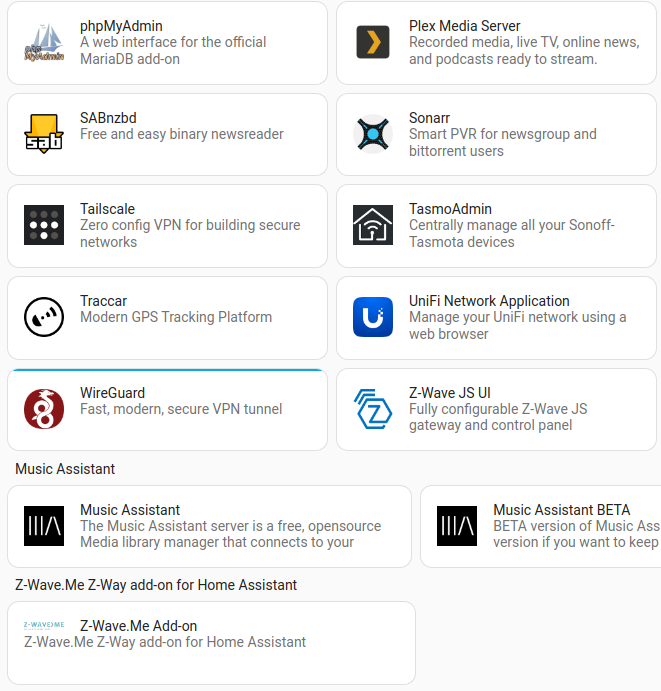 phpMyAdmin
A web interface for the official
MariaDB add-on
Plex Media Server
Recorded media, live TV, online news,
and podcasts ready to stream.
SABnzbd
Free and easy binary newsreader
sab
Sonarr
Smart PVR for newsgroup and
bittorrent users
Tailscale
Zero config VPN for building secure
networks
TasmoAdmin
Centrally manage all your Sonoff-
Tasmota devices
Traccar
Modern GPS Tracking Platform
UniFi Network Application
Manage your UniFi network using a
web browser
WireGuard
Fast, modern, secure VPN tunnel
Z-Wave JS UI
Fully configurable Z-Wave JS
gateway and control panel
Music Assistant
Music Assistant
The Music Assistant server is a free, opensource
Media library manager that connects to your
Music Assistant BETA
BETA version of Music Ass
version if you want to keep
Z-Wave.Me Z-Way add-on for Home Assistant
Z-WAVE>ME
Z-Wave.Me Add-on
Z-Wave.Me Z-Way add-on for Home Assistant